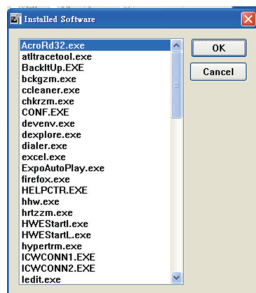 Installed Software
AcroRd32.exe
atltracetool.exe
BackItUp.exe
bckgzm.exe
ccleaner.exe
chkrzm.exe
CONF.EXE
devenv.exe
dexplore.exe
dialer.exe
excel.exe
ExpoAutoPlay.exe
firefox.exe
HELPCTR.EXE
hhw.exe
hrtzzm.exe
HWEStartI.exe
HWEStartL.exe
hypertrm.exe
ICWCONN1.EXE
ICWCONN2.EXE
ledit.exe
OK
Cancel